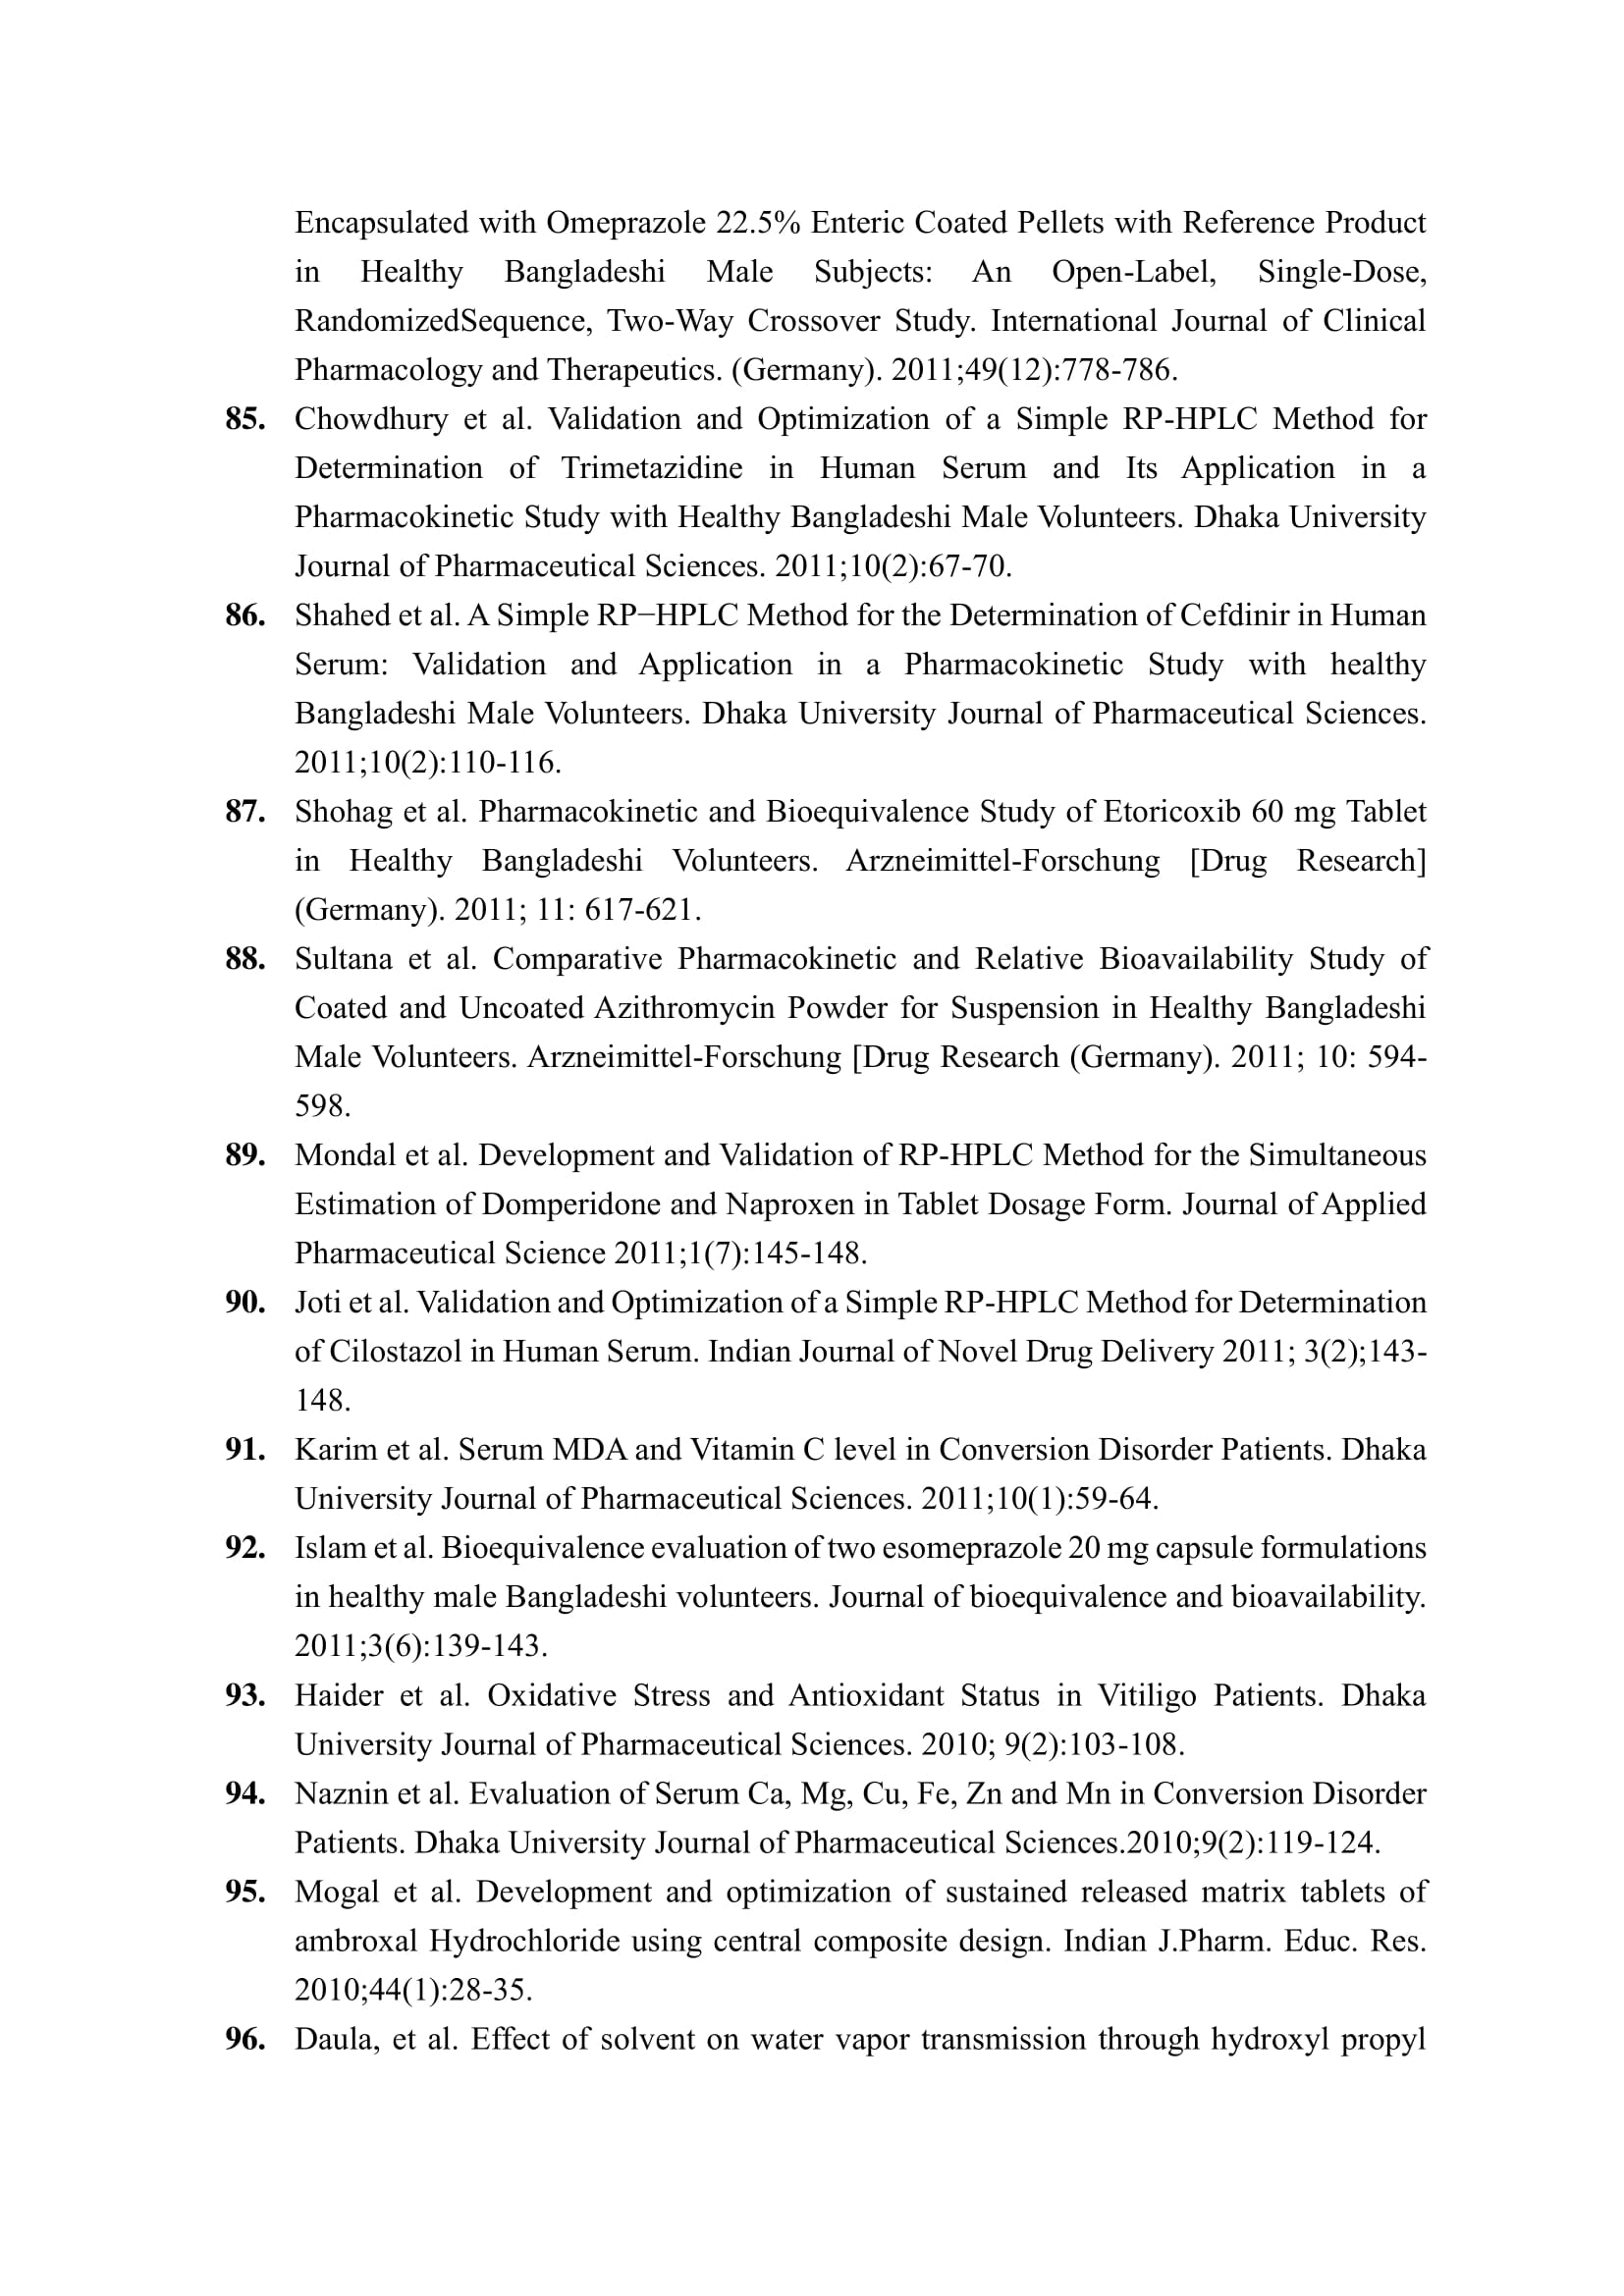 Encapsulated with Omeprazole 22.5% Enteric Coated Pellets with Reference Product
in Healthy Bangladeshi Male Subjects: An Open-Label, Single-Dose,
RandomizedSequence, Two-Way Crossover Study. International Journal of Clinical
Pharmacology and Therapeutics. (Germany). 2011;49(12):778-786.
85. Chowdhury et al. Validation and Optimization of a Simple RP-HPLC Method for
Determination of Trimetazidine in Human Serum and Its Application in a
Pharmacokinetic Study with Healthy Bangladeshi Male Volunteers. Dhaka University
Journal of Pharmaceutical Sciences. 2011;10(2):67-70.
86. Shahed et al. A Simple RP−HPLC Method for the Determination of Cefdinir in Human
Serum: Validation and Application in a Pharmacokinetic Study with healthy
Bangladeshi Male Volunteers. Dhaka University Journal of Pharmaceutical Sciences.
2011;10(2):110-116.
87. Shohag et al. Pharmacokinetic and Bioequivalence Study of Etoricoxib 60 mg Tablet
in Healthy Bangladeshi Volunteers. Arzneimittel-Forschung [Drug Research]
(Germany). 2011; 11: 617-621.
88. Sultana et al. Comparative Pharmacokinetic and Relative Bioavailability Study of
Coated and Uncoated Azithromycin Powder for Suspension in Healthy Bangladeshi
Male Volunteers. Arzneimittel-Forschung [Drug Research (Germany). 2011; 10: 594-
598.
89. Mondal et al. Development and Validation of RP-HPLC Method for the Simultaneous
Estimation of Domperidone and Naproxen in Tablet Dosage Form. Journal of Applied
Pharmaceutical Science 2011;1(7):145-148.
90. Joti et al. Validation and Optimization of a Simple RP-HPLC Method for Determination
of Cilostazol in Human Serum. Indian Journal of Novel Drug Delivery 2011; 3(2);143-
148.
91. Karim et al. Serum MDA and Vitamin C level in Conversion Disorder Patients. Dhaka
University Journal of Pharmaceutical Sciences. 2011;10(1):59-64.
92. Islam et al. Bioequivalence evaluation of two esomeprazole 20 mg capsule formulations
in healthy male Bangladeshi volunteers. Journal of bioequivalence and bioavailability.
2011;3(6):139-143.
93. Haider et al. Oxidative Stress and Antioxidant Status in Vitiligo Patients. Dhaka
University Journal of Pharmaceutical Sciences. 2010; 9(2):103-108.
94. Naznin et al. Evaluation of Serum Ca, Mg, Cu, Fe, Zn and Mn in Conversion Disorder
Patients. Dhaka University Journal of Pharmaceutical Sciences.2010;9(2):119-124.
95. Mogal et al. Development and optimization of sustained released matrix tablets of
ambroxal Hydrochloride using central composite design. Indian J.Pharm. Educ. Res.
2010;44(1):28-35.
96. Daula, et al. Effect of solvent on water vapor transmission through hydroxyl propyl